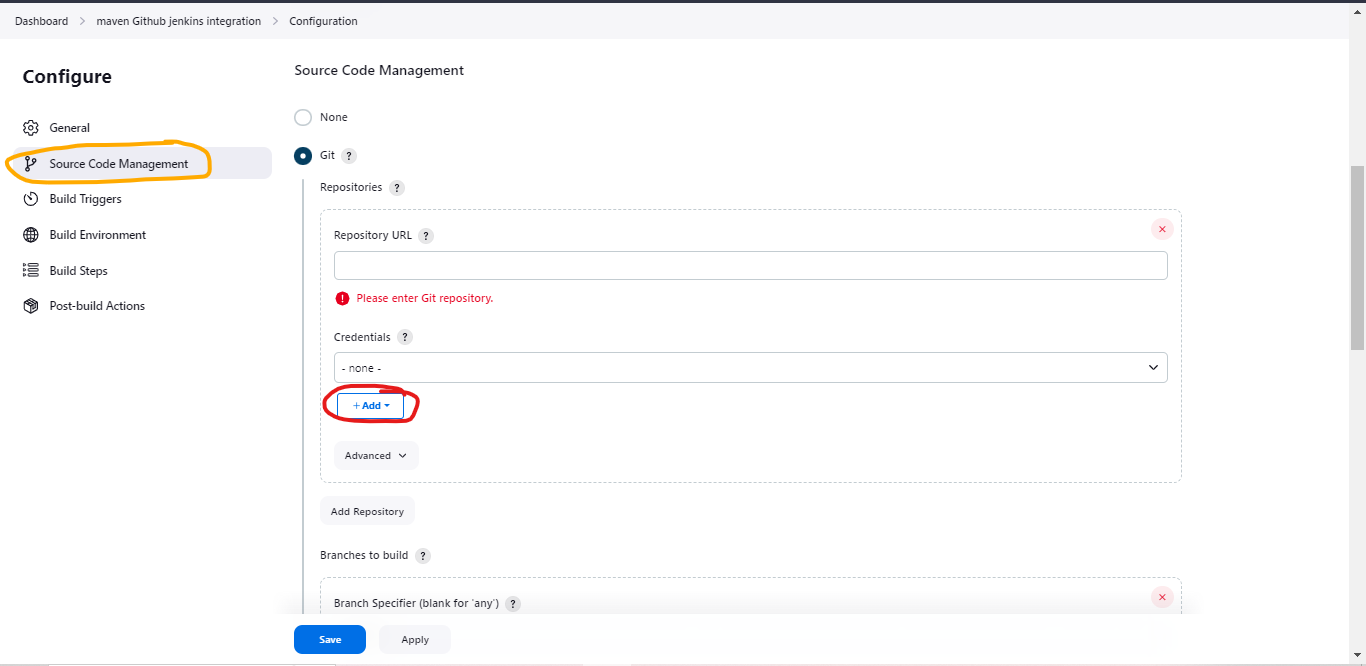 Dashboard > maven Github jenkins integration > Configuration
Configure
General
Source Code Management
Build Triggers
Build Environment
Build Steps
Post-build Actions
Source Code Management
None
Git ?
Repositories ?
Repository URL ?
Please enter Git repository.
Credentials ?
- none -
+ Add
Advanced
Add Repository
Branches to build ?
Branch Specifier (blank for 'any') ?
Save Apply